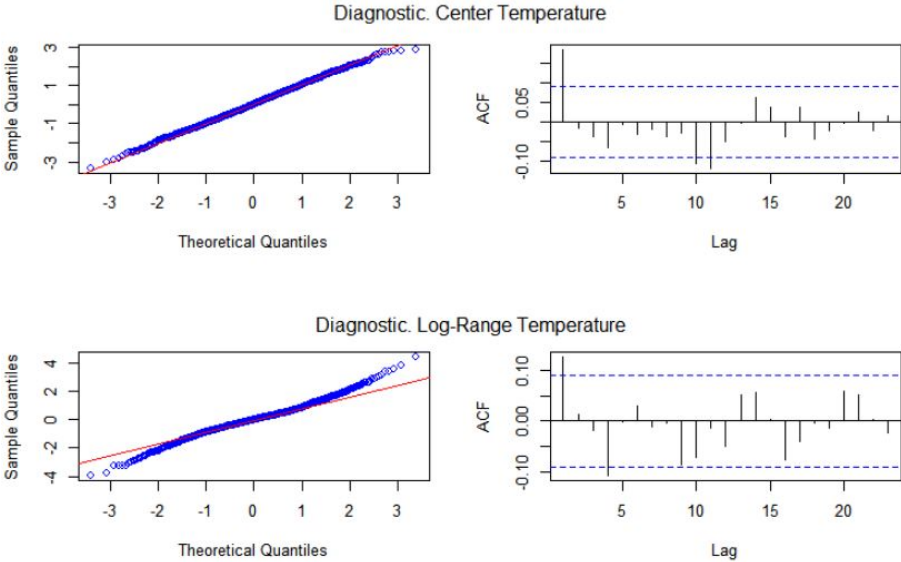 Diagnostic. Center Temperature
Sample Quantiles
3
1
-1
-3
-3 -2 -1 0 1 2 3
Theoretical Quantiles
ACF
0.05
-0.10
5 10 15 20
Lag
Diagnostic. Log-Range Temperature
Sample Quantiles
4
2
0
-2
-4
-3 -2 -1 0 1 2 3
Theoretical Quantiles
ACF
0.10
0.00
-0.10
5 10 15 20
Lag